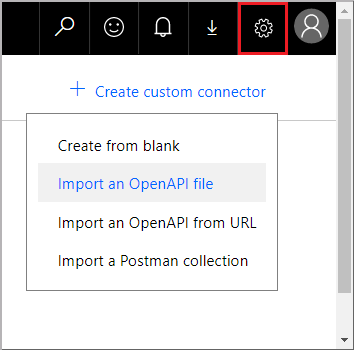 Create custom connector
Create from blank
Import an OpenAPI file
Import an OpenAPI from URL
Import a Postman collection